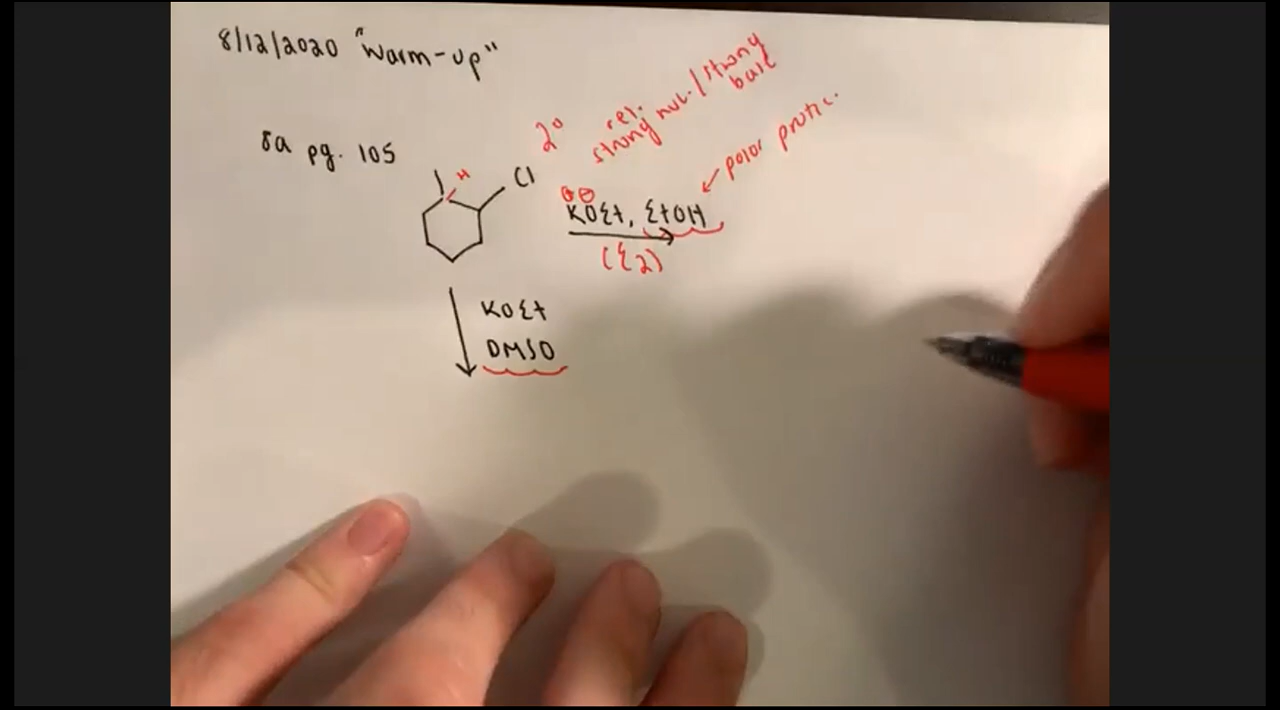 8/12/2020 "Warm-up"
8a pg. 105
2°
rel.
strong nuc./strong
base
polar protic.
H
Cl
⊕⊖
KOEt, EtOH
(E2)
KOEt
DMSO